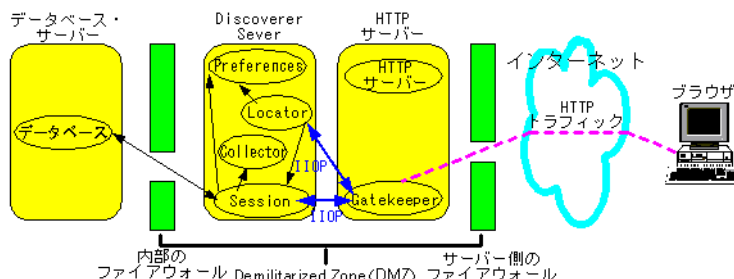 データベース・
サーバー
Discoverer
Sever
HTTP
サーバー
Preferences
HTTP
サーバー
インターネット
ブラウザ
Locator
HTTP
トラフィック
データベース
Collector
IIOP
Session
IIOP
Gatekeeper
内部の
ファイアウォール
Demilitarized Zone(DMZ)
サーバー側の
ファイアウォール